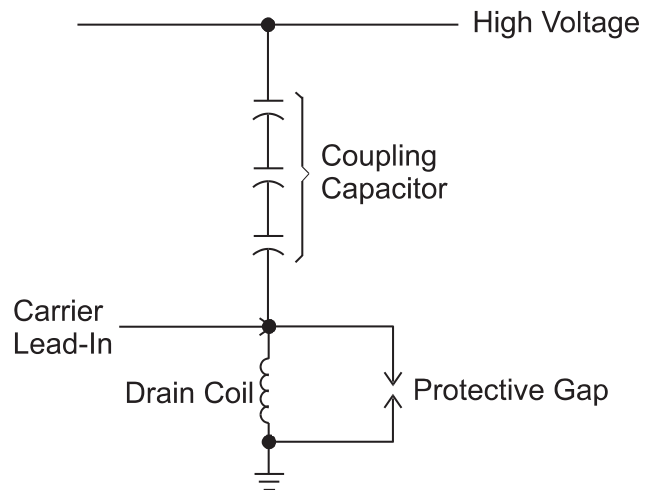 High Voltage
Coupling
Capacitor
Carrier
Lead-In
Drain Coil
Protective Gap